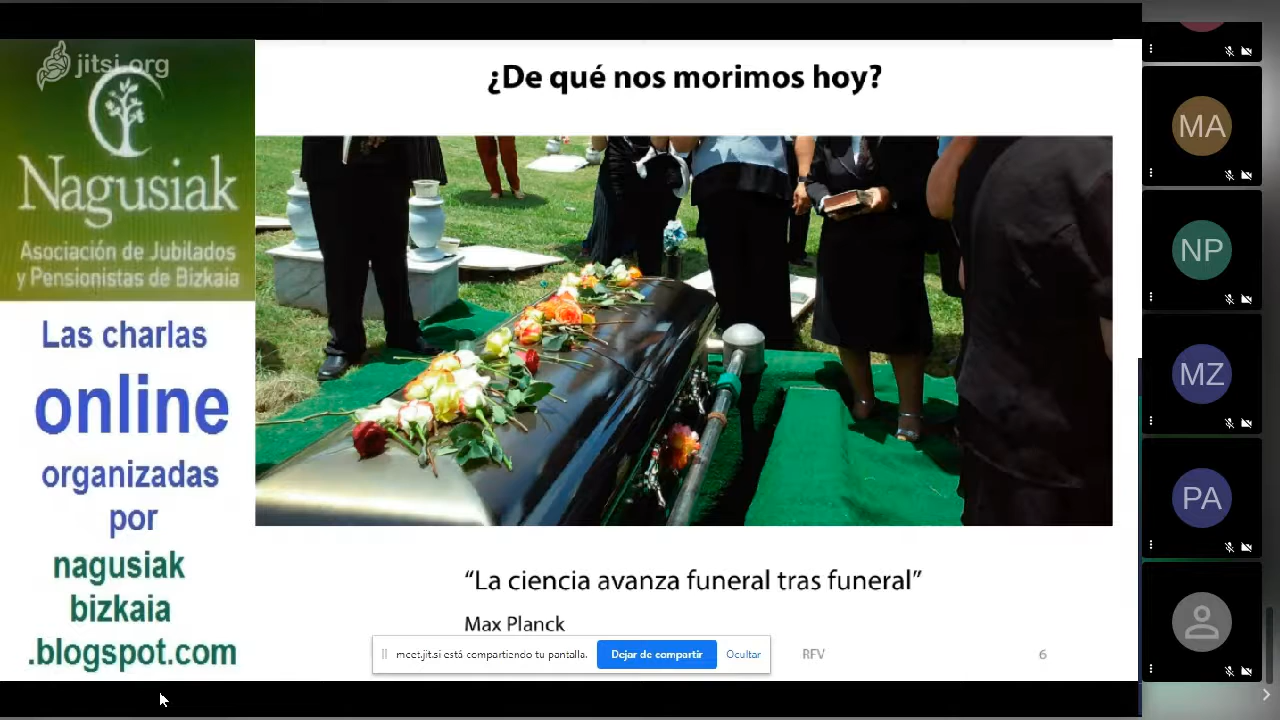 jitsi.org
Nagusiak
Asociación de Jubilados
y Pensionistas de Bizkaia
Las charlas
online
organizadas
por
nagusiak
bizkaia
.blogspot.com
¿De qué nos morimos hoy?
“La ciencia avanza funeral tras funeral”
Max Planck
meet.jit.si está compartiendo tu pantalla.
Dejar de compartir
Ocultar
RFV
6
MA
NP
MZ
PA